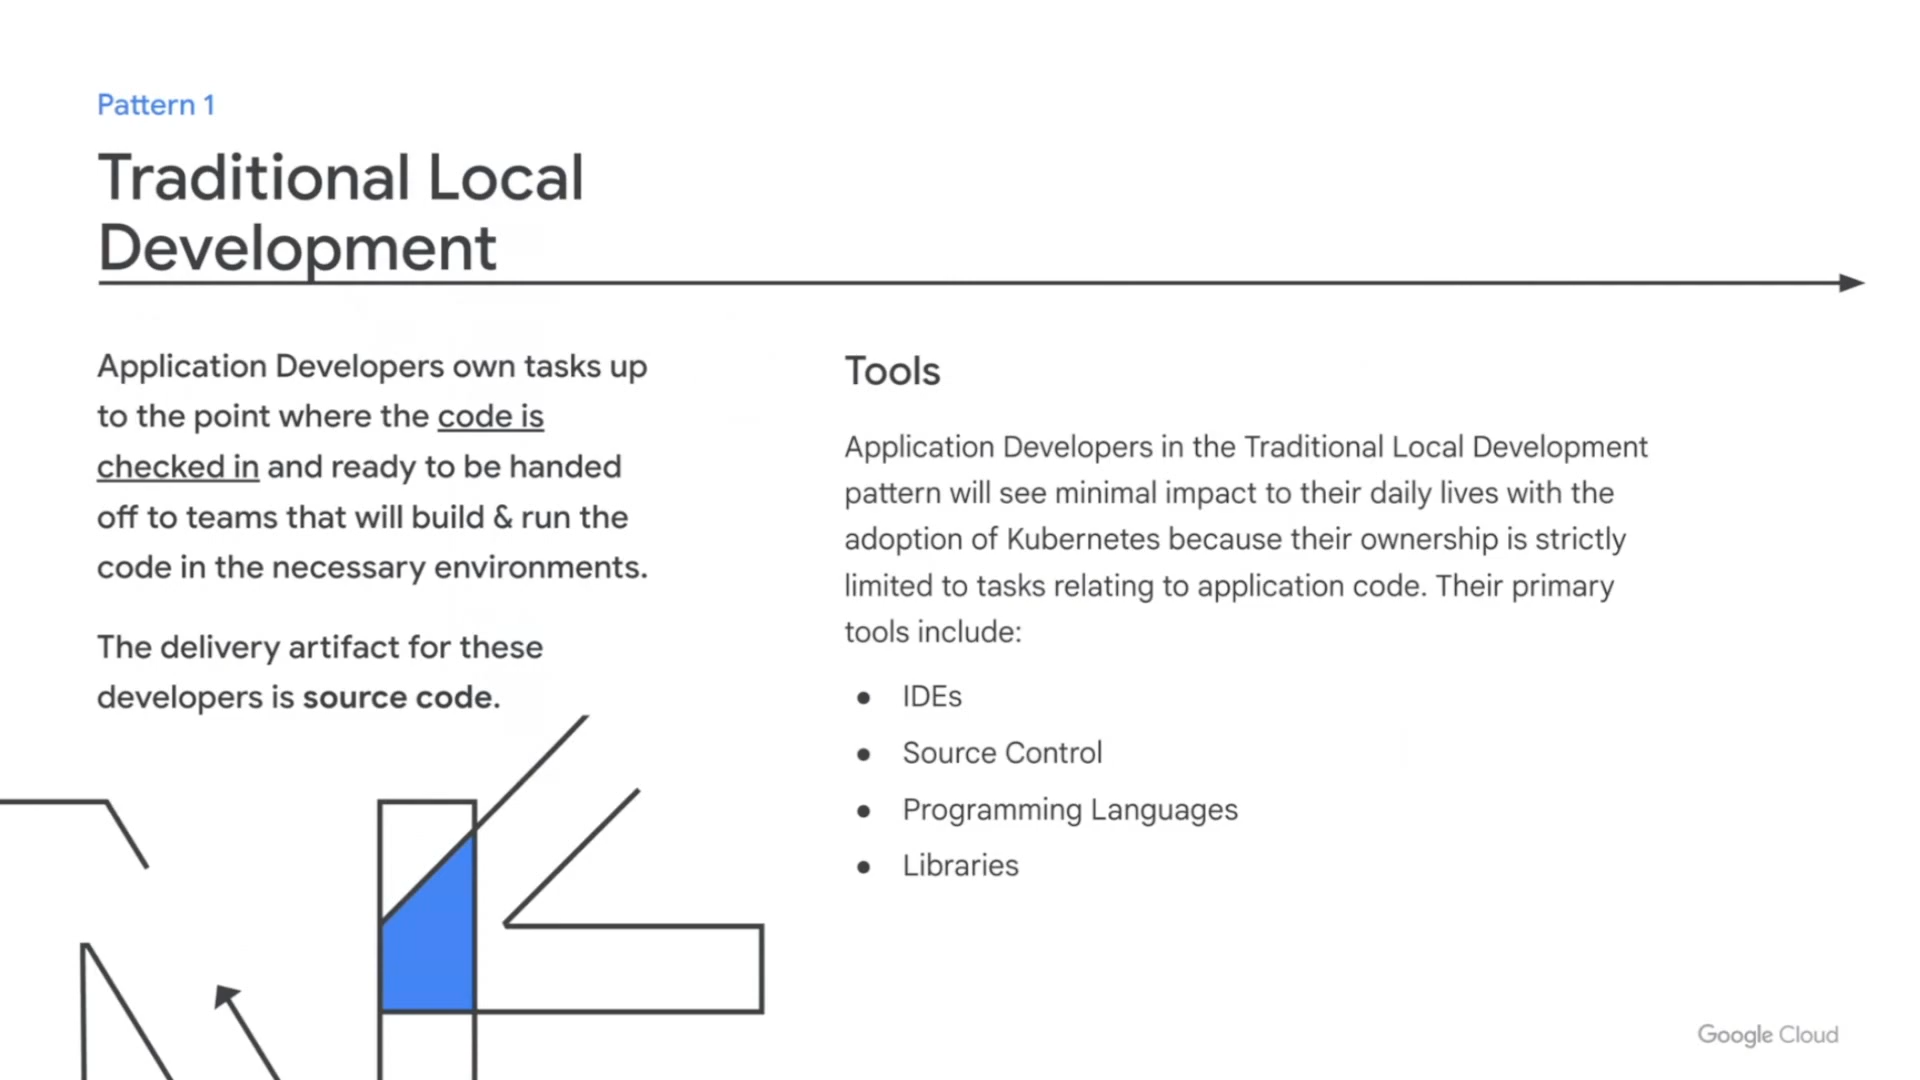 Pattern 1
Traditional Local
Development
Application Developers own tasks up
to the point where the code is
checked in and ready to be handed
off to teams that will build & run the
code in the necessary environments.
The delivery artifact for these
developers is source code.
Tools
Application Developers in the Traditional Local Development
pattern will see minimal impact to their daily lives with the
adoption of Kubernetes because their ownership is strictly
limited to tasks relating to application code. Their primary
tools include:
● IDEs
● Source Control
● Programming Languages
● Libraries
Google Cloud